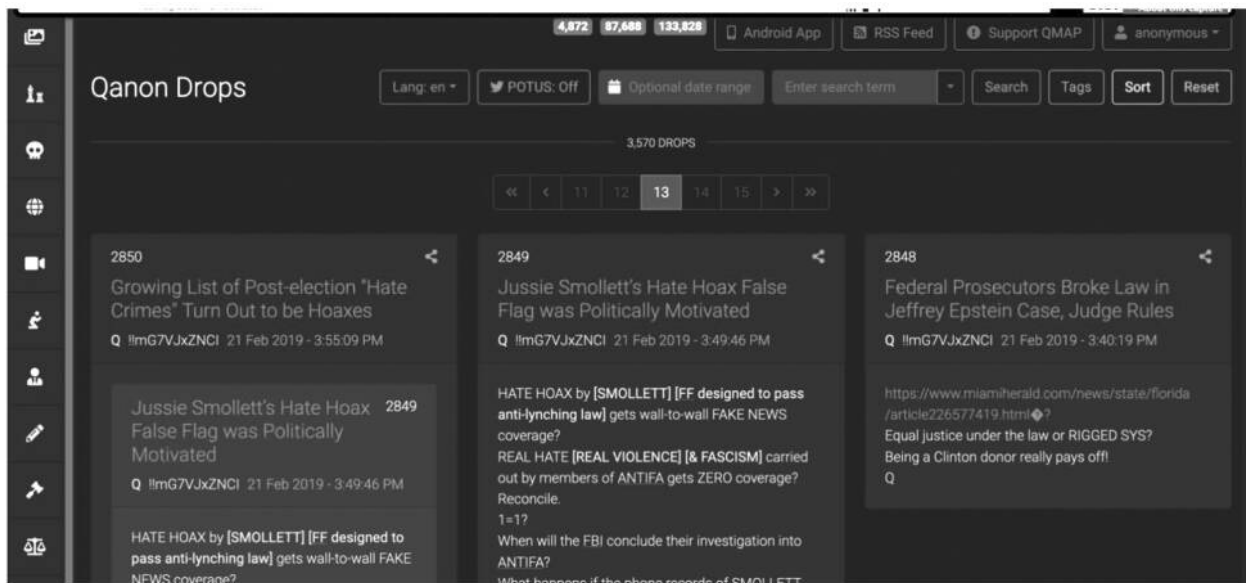 4,872 87,688 133,828
Android App
RSS Feed
Support QMAP
anonymous
Qanon Drops
Lang: en
POTUS: Off
Optional date range
Enter search term
Search
Tags
Sort
Reset
3,570 DROPS
« ‹ 11 12 13 14 15 › »
2850
Growing List of Post-election "Hate
Crimes" Turn Out to be Hoaxes
Q !!mG7VJxZNCI 21 Feb 2019 - 3:55:09 PM
Jussie Smollett's Hate Hoax 2849
False Flag was Politically
Motivated
Q !!mG7VJxZNCI 21 Feb 2019 - 3:49:46 PM
HATE HOAX by [SMOLLETT] [FF designed to
pass anti-lynching law] gets wall-to-wall FAKE
NEWS coverage?
2849
Jussie Smollett's Hate Hoax False
Flag was Politically Motivated
Q !!mG7VJxZNCI 21 Feb 2019 - 3:49:46 PM
HATE HOAX by [SMOLLETT] [FF designed to pass
anti-lynching law] gets wall-to-wall FAKE NEWS
coverage?
REAL HATE [REAL VIOLENCE] [& FASCISM] carried
out by members of ANTIFA gets ZERO coverage?
Reconcile.
1=1?
When will the FBI conclude their investigation into
ANTIFA?
What happens if the phone records of SMOLLETT
2848
Federal Prosecutors Broke Law in
Jeffrey Epstein Case, Judge Rules
Q !!mG7VJxZNCI 21 Feb 2019 - 3:40:19 PM
https://www.miamiherald.com/news/state/florida
/article226577419.html�?
Equal justice under the law or RIGGED SYS?
Being a Clinton donor really pays off!
Q